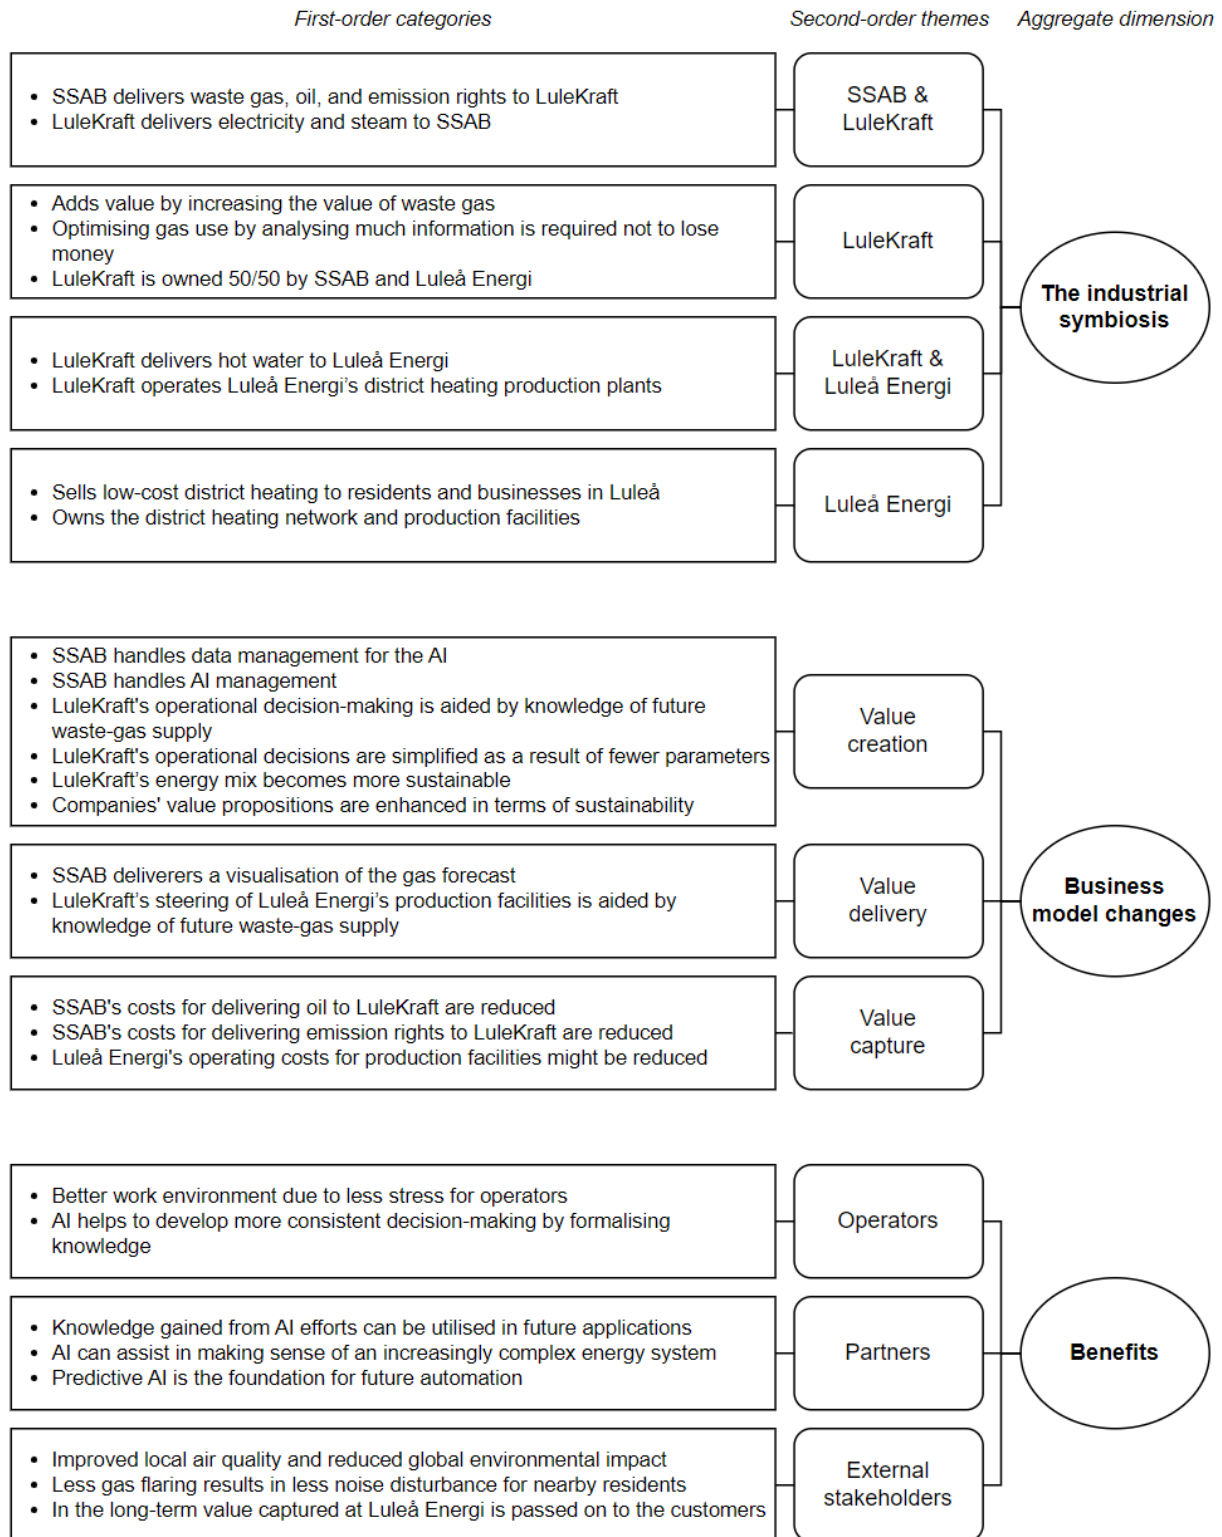 First-order categories
Second-order themes
Aggregate dimension
• SSAB delivers waste gas, oil, and emission rights to LuleKraft
• LuleKraft delivers electricity and steam to SSAB
SSAB &
LuleKraft
• Adds value by increasing the value of waste gas
• Optimising gas use by analysing much information is required not to lose
money
• LuleKraft is owned 50/50 by SSAB and Luleå Energi
LuleKraft
• LuleKraft delivers hot water to Luleå Energi
• LuleKraft operates Luleå Energi’s district heating production plants
LuleKraft &
Luleå Energi
• Sells low-cost district heating to residents and businesses in Luleå
• Owns the district heating network and production facilities
Luleå Energi
The industrial
symbiosis
• SSAB handles data management for the AI
• SSAB handles AI management
• LuleKraft's operational decision-making is aided by knowledge of future
waste-gas supply
• LuleKraft's operational decisions are simplified as a result of fewer parameters
• LuleKraft’s energy mix becomes more sustainable
• Companies' value propositions are enhanced in terms of sustainability
Value
creation
• SSAB deliverers a visualisation of the gas forecast
• LuleKraft’s steering of Luleå Energi’s production facilities is aided by
knowledge of future waste-gas supply
Value
delivery
• SSAB's costs for delivering oil to LuleKraft are reduced
• SSAB's costs for delivering emission rights to LuleKraft are reduced
• Luleå Energi's operating costs for production facilities might be reduced
Value
capture
Business
model changes
• Better work environment due to less stress for operators
• AI helps to develop more consistent decision-making by formalising
knowledge
Operators
• Knowledge gained from AI efforts can be utilised in future applications
• AI can assist in making sense of an increasingly complex energy system
• Predictive AI is the foundation for future automation
Partners
• Improved local air quality and reduced global environmental impact
• Less gas flaring results in less noise disturbance for nearby residents
• In the long-term value captured at Luleå Energi is passed on to the customers
External
stakeholders
Benefits